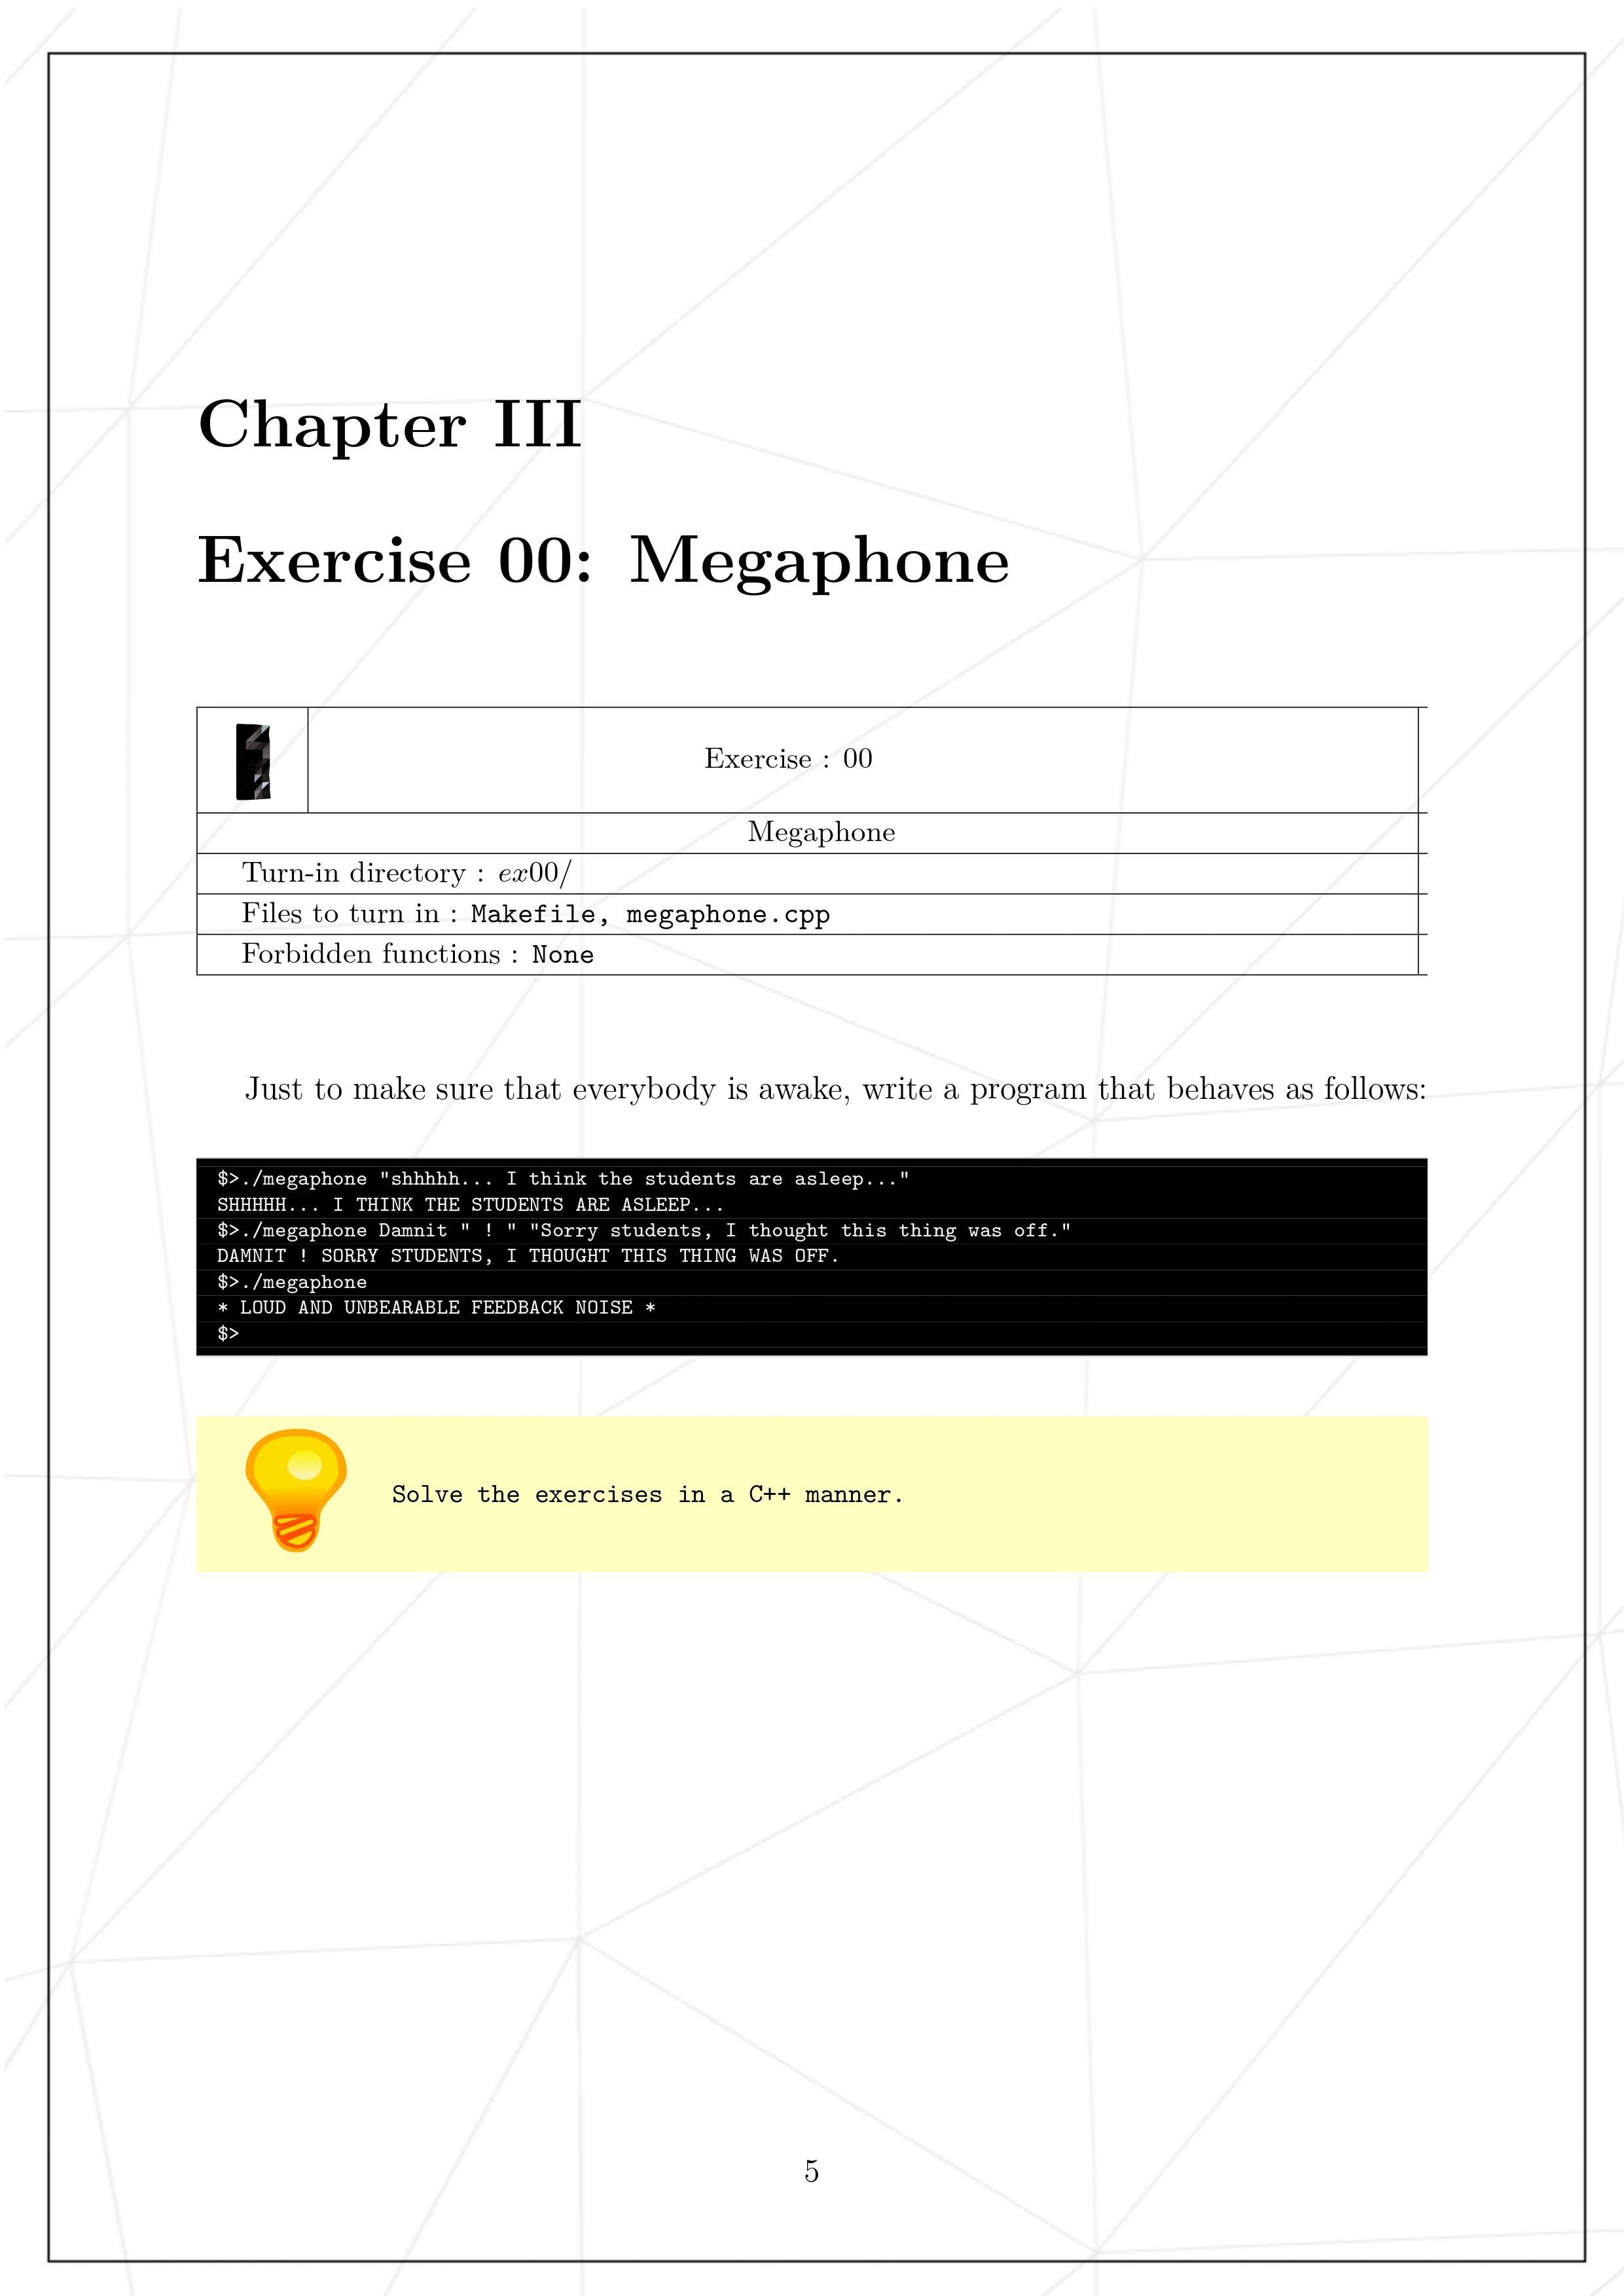 Chapter III
Exercise 00: Megaphone
Exercise : 00
Megaphone
Turn-in directory : ex00/
Files to turn in : Makefile, megaphone.cpp
Forbidden functions : None
Just to make sure that everybody is awake, write a program that behaves as follows:
$>./megaphone "shhhhh... I think the students are asleep..."
SHHHHH... I THINK THE STUDENTS ARE ASLEEP...
$>./megaphone Damnit " ! " "Sorry students, I thought this thing was off."
DAMNIT ! SORRY STUDENTS, I THOUGHT THIS THING WAS OFF.
$>./megaphone
* LOUD AND UNBEARABLE FEEDBACK NOISE *
$>
Solve the exercises in a C++ manner.
5